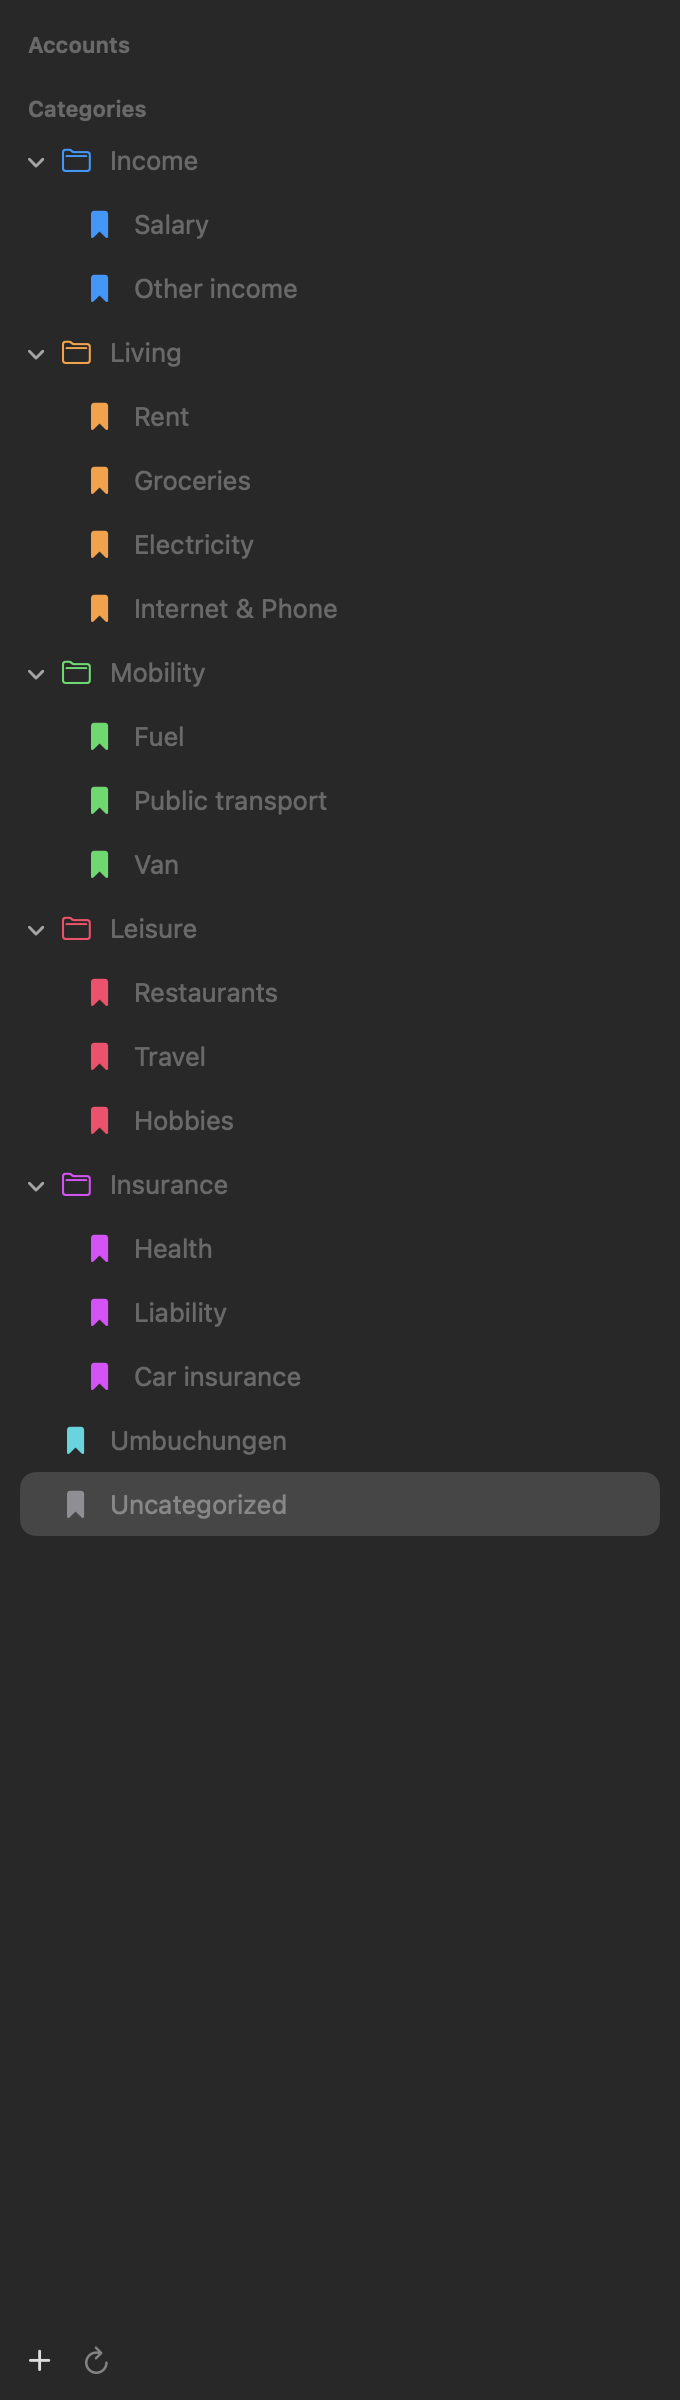 Accounts
Categories
Income
Salary
Other income
Living
Rent
Groceries
Electricity
Internet & Phone
Mobility
Fuel
Public transport
Van
Leisure
Restaurants
Travel
Hobbies
Insurance
Health
Liability
Car insurance
Umbuchungen
Uncategorized